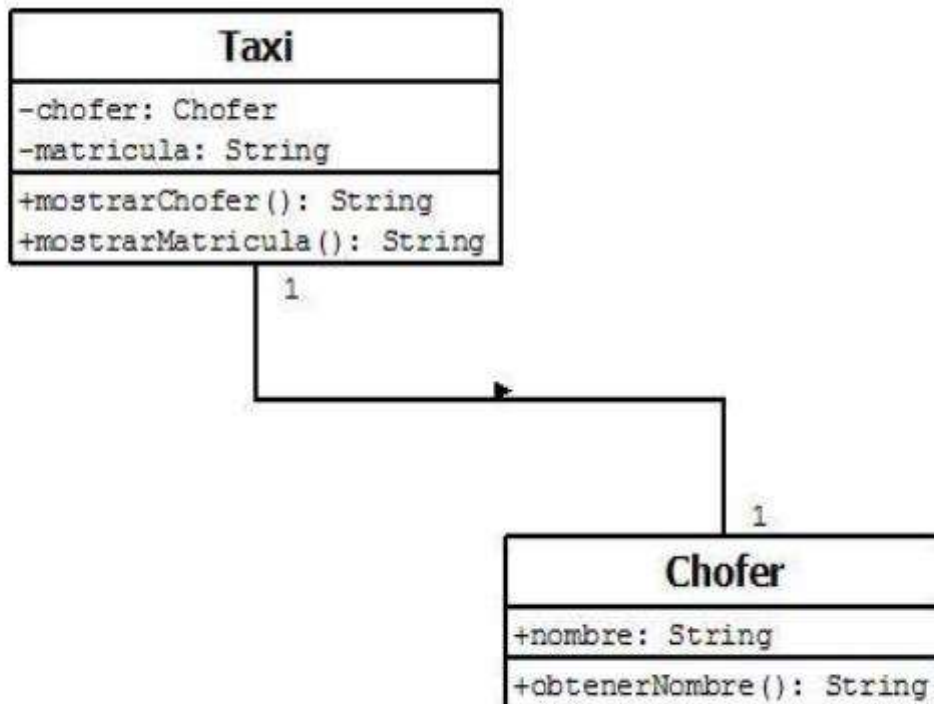 Taxi
-chofer: Chofer
-matricula: String
+mostrarChofer(): String
+mostrarMatricula(): String
1
1
Chofer
+nombre: String
+obtenerNombre(): String